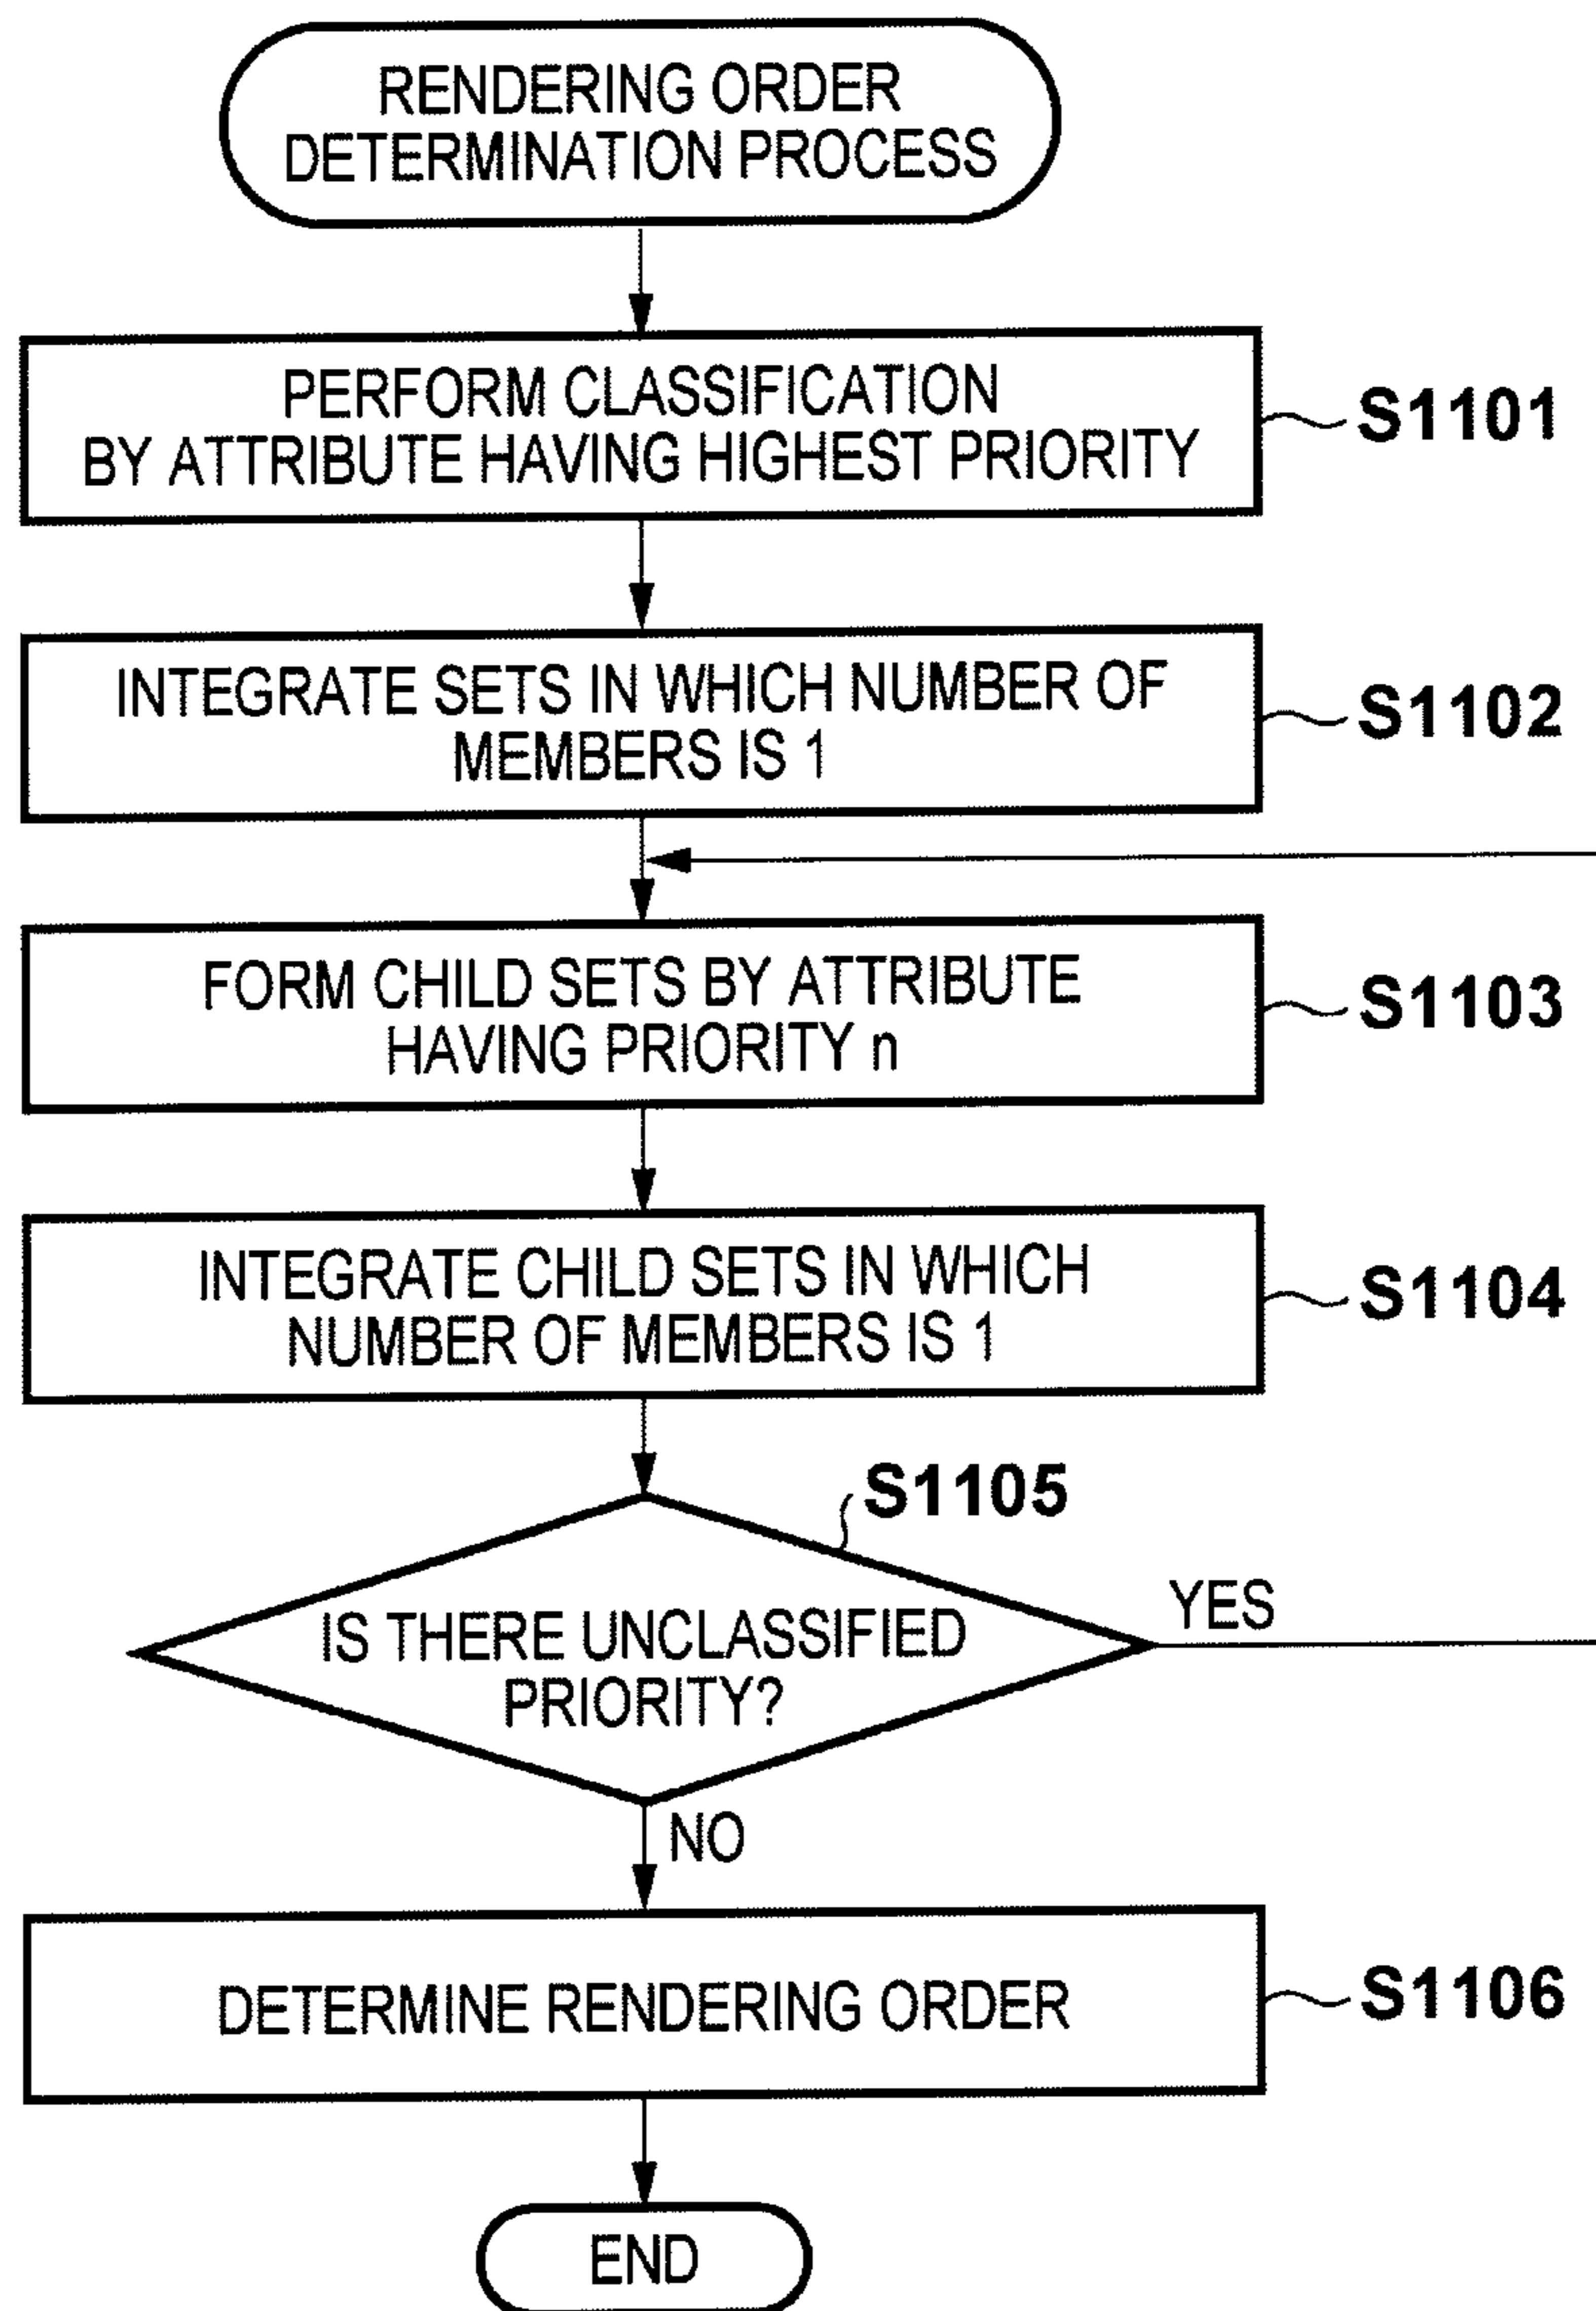 RENDERING ORDER
DETERMINATION PROCESS
PERFORM CLASSIFICATION
BY ATTRIBUTE HAVING HIGHEST PRIORITY
S1101
INTEGRATE SETS IN WHICH NUMBER OF
MEMBERS IS 1
S1102
FORM CHILD SETS BY ATTRIBUTE
HAVING PRIORITY n
S1103
INTEGRATE CHILD SETS IN WHICH
NUMBER OF MEMBERS IS 1
S1104
S1105
IS THERE UNCLASSIFIED
PRIORITY?
YES
NO
DETERMINE RENDERING ORDER
S1106
END